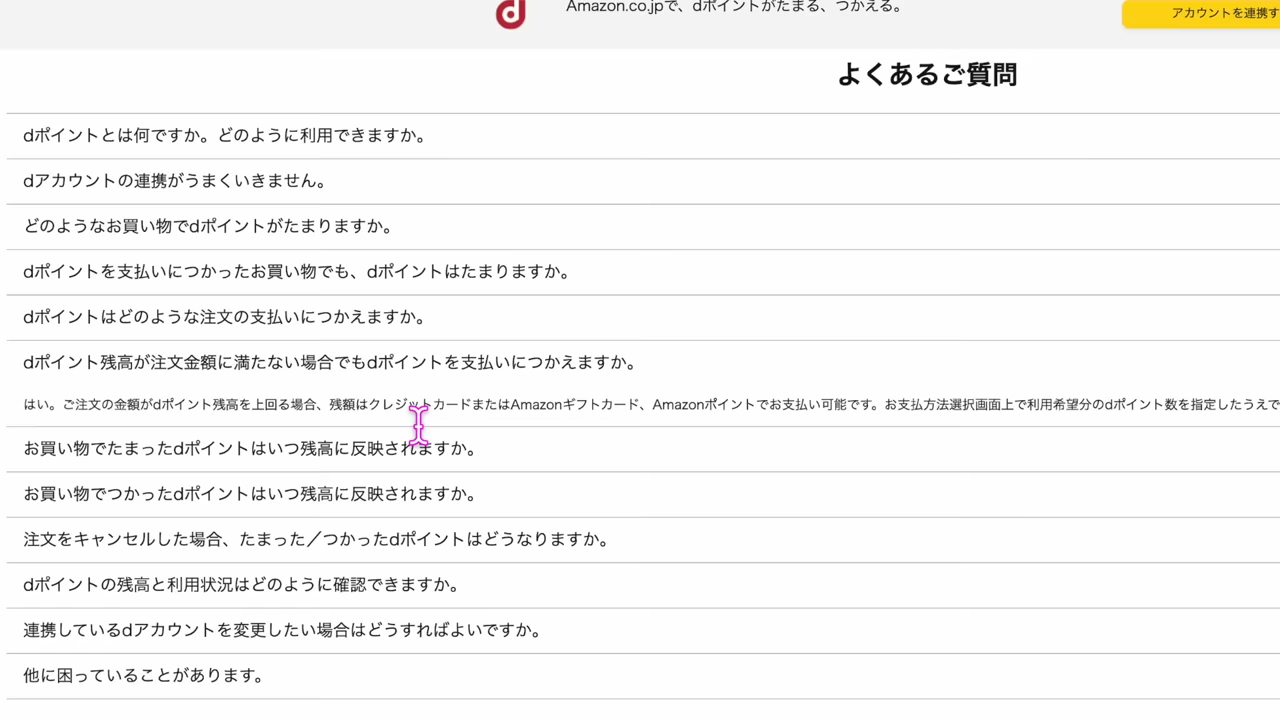 d
Amazon.co.jpで、dポイントがたまる、つかえる。
アカウントを連携す
よくあるご質問
dポイントとは何ですか。どのように利用できますか。
dアカウントの連携がうまくいきません。
どのようなお買い物でdポイントがたまりますか。
dポイントを支払いにつかったお買い物でも、dポイントはたまりますか。
dポイントはどのような注文の支払いにつかえますか。
dポイント残高が注文金額に満たない場合でもdポイントを支払いにつかえますか。
はい。ご注文の金額がdポイント残高を上回る場合、残額はクレジットカードまたはAmazonギフトカード、Amazonポイントでお支払い可能です。お支払方法選択画面上で利用希望分のdポイント数を指定したうえで
お買い物でたまったdポイントはいつ残高に反映されますか。
お買い物でつかったdポイントはいつ残高に反映されますか。
注文をキャンセルした場合、たまった／つかったdポイントはどうなりますか。
dポイントの残高と利用状況はどのように確認できますか。
連携しているdアカウントを変更したい場合はどうすればよいですか。
他に困っていることがあります。